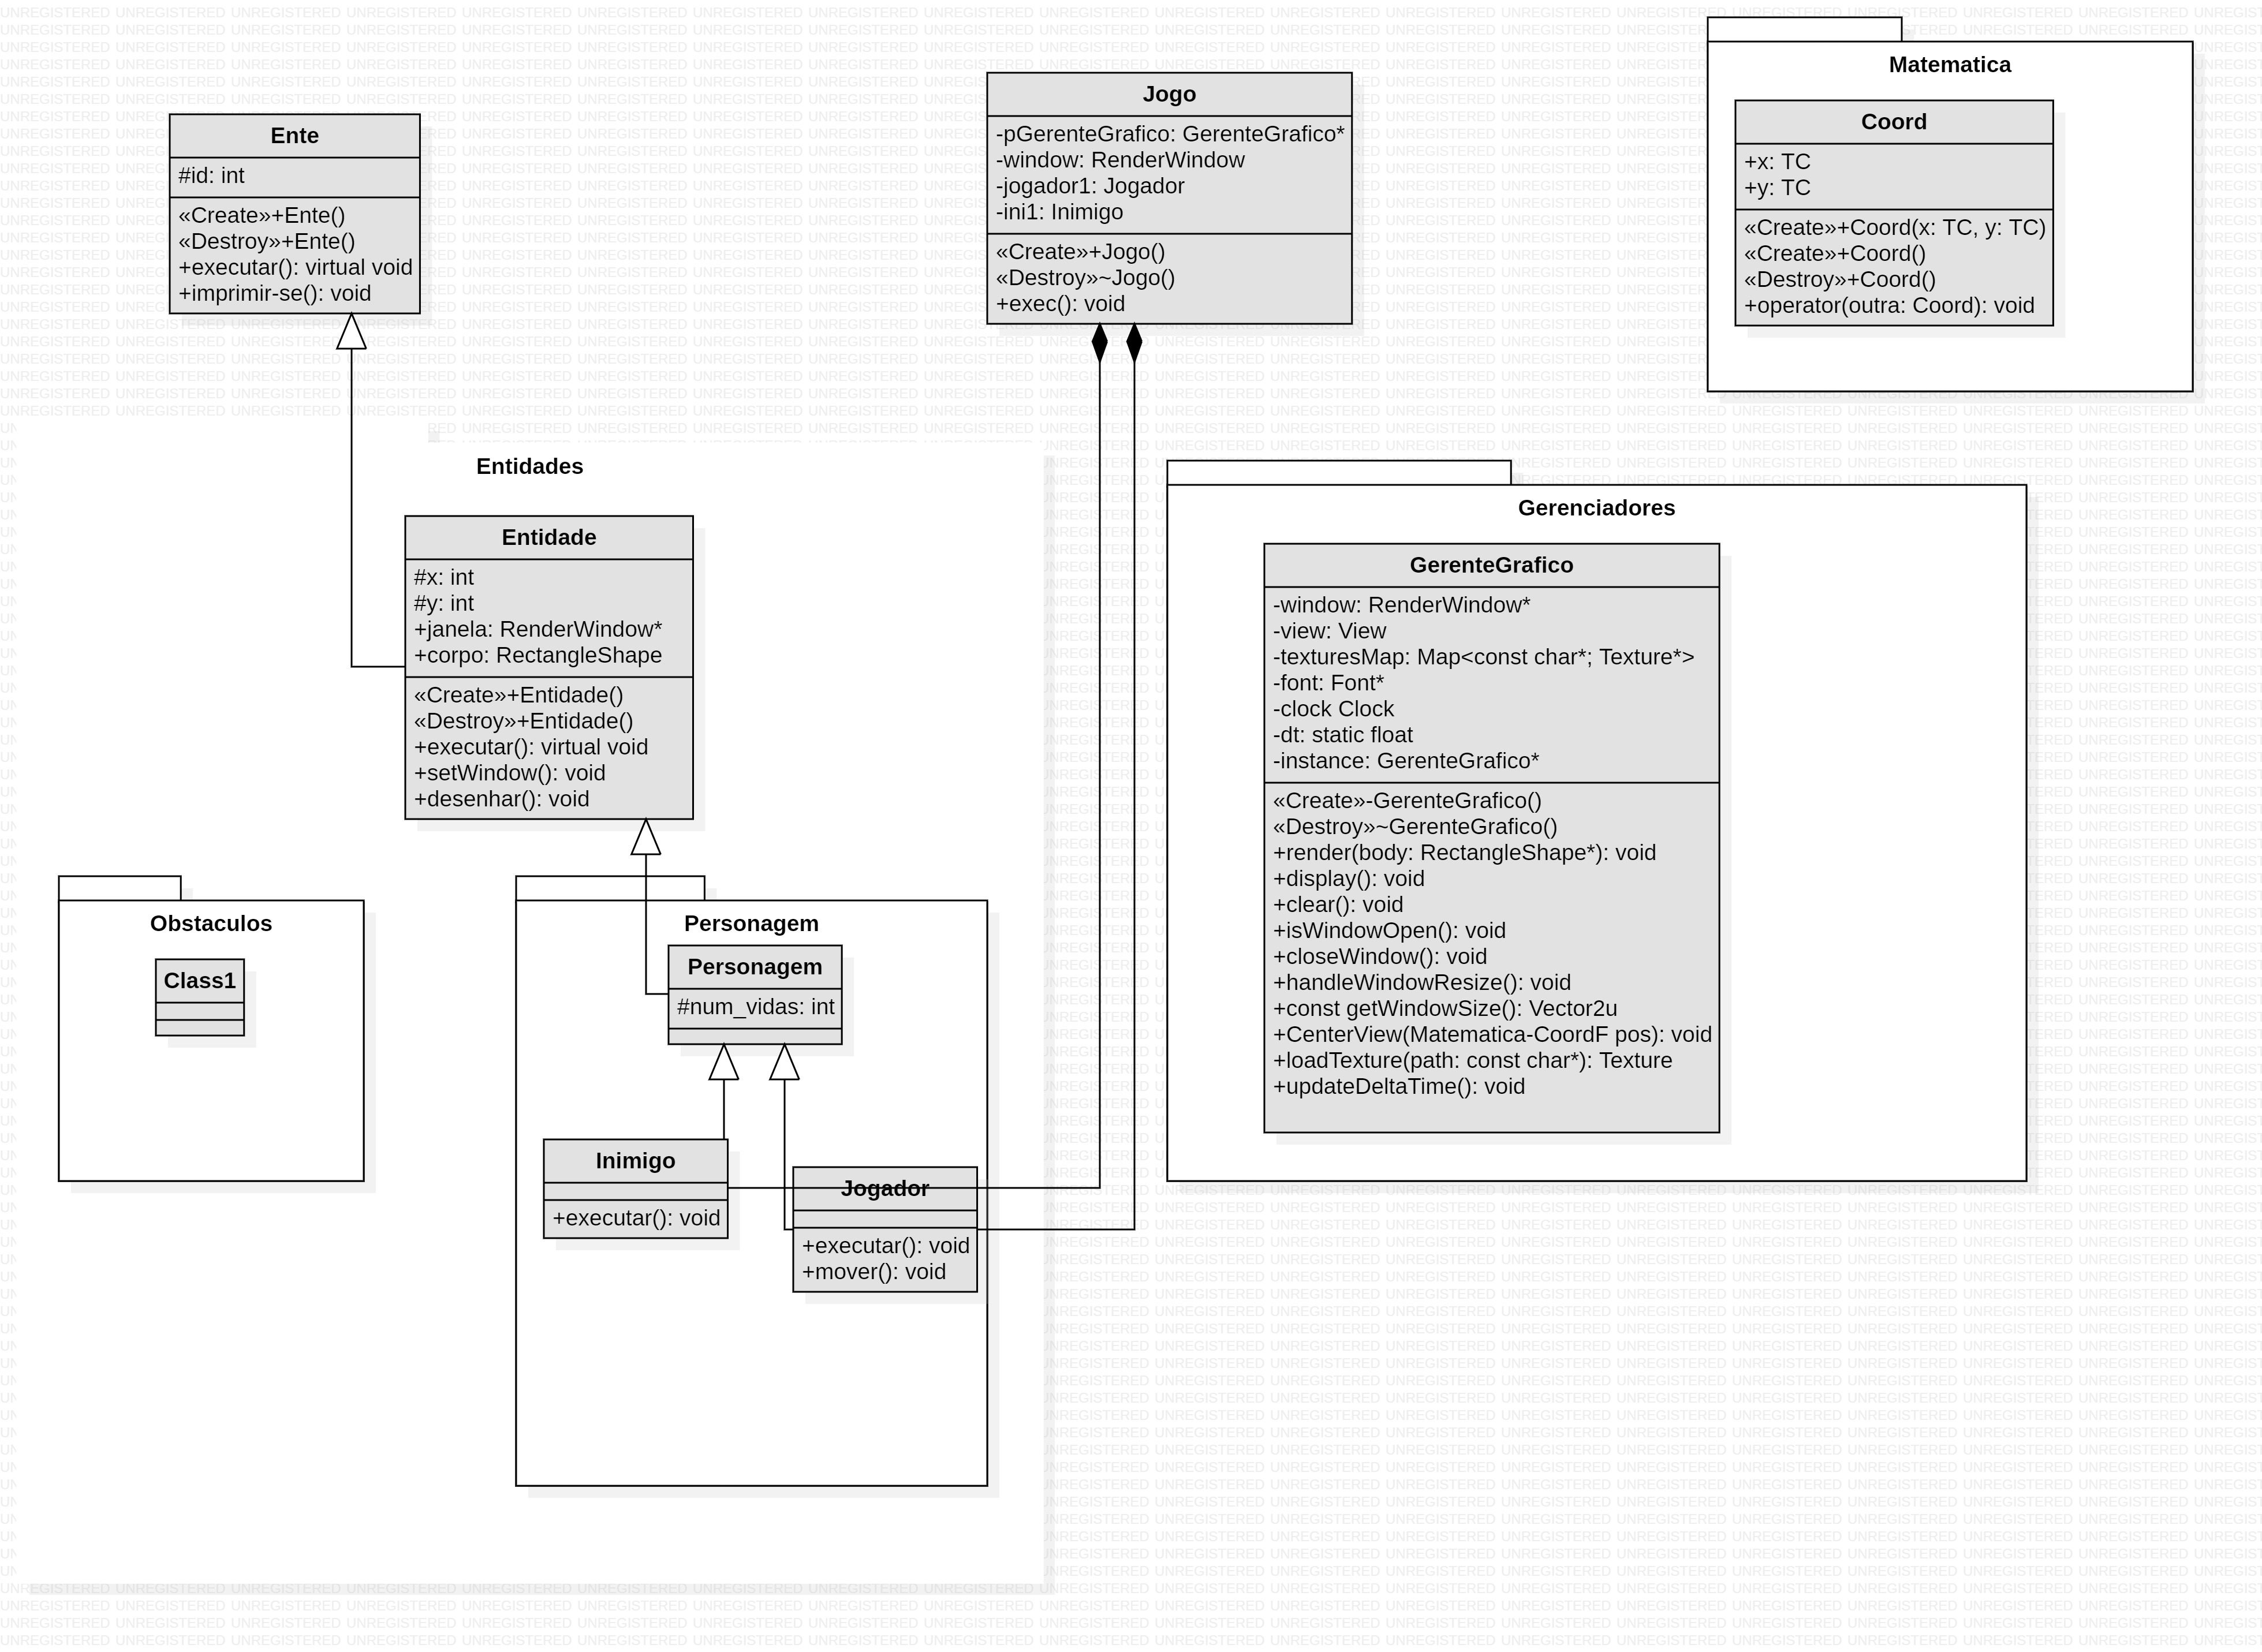 Ente
#id: int
«Create»+Ente()
«Destroy»+Ente()
+executar(): virtual void
+imprimir-se(): void
Jogo
-pGerenteGrafico: GerenteGrafico*
-window: RenderWindow
-jogador1: Jogador
-ini1: Inimigo
«Create»+Jogo()
«Destroy»~Jogo()
+exec(): void
Matematica
Coord
+x: TC
+y: TC
«Create»+Coord(x: TC, y: TC)
«Create»+Coord()
«Destroy»+Coord()
+operator(outra: Coord): void
Entidades
Entidade
#x: int
#y: int
+janela: RenderWindow*
+corpo: RectangleShape
«Create»+Entidade()
«Destroy»+Entidade()
+executar(): virtual void
+setWindow(): void
+desenhar(): void
Gerenciadores
GerenteGrafico
-window: RenderWindow*
-view: View
-texturesMap: Map<const char*; Texture*>
-font: Font*
-clock Clock
-dt: static float
-instance: GerenteGrafico*
«Create»-GerenteGrafico()
«Destroy»~GerenteGrafico()
+render(body: RectangleShape*): void
+display(): void
+clear(): void
+isWindowOpen(): void
+closeWindow(): void
+handleWindowResize(): void
+const getWindowSize(): Vector2u
+CenterView(Matematica-CoordF pos): void
+loadTexture(path: const char*): Texture
+updateDeltaTime(): void
Obstaculos
Class1
Personagem
Personagem
#num_vidas: int
Inimigo
+executar(): void
Jogador
+executar(): void
+mover(): void
UNREGISTERED